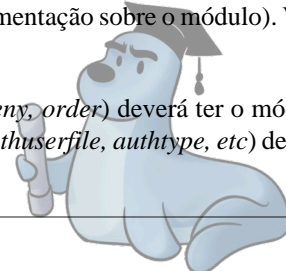 mentação sobre o módulo). V
eny, order) deverá ter o mó
thuserfile, authtype, etc) de